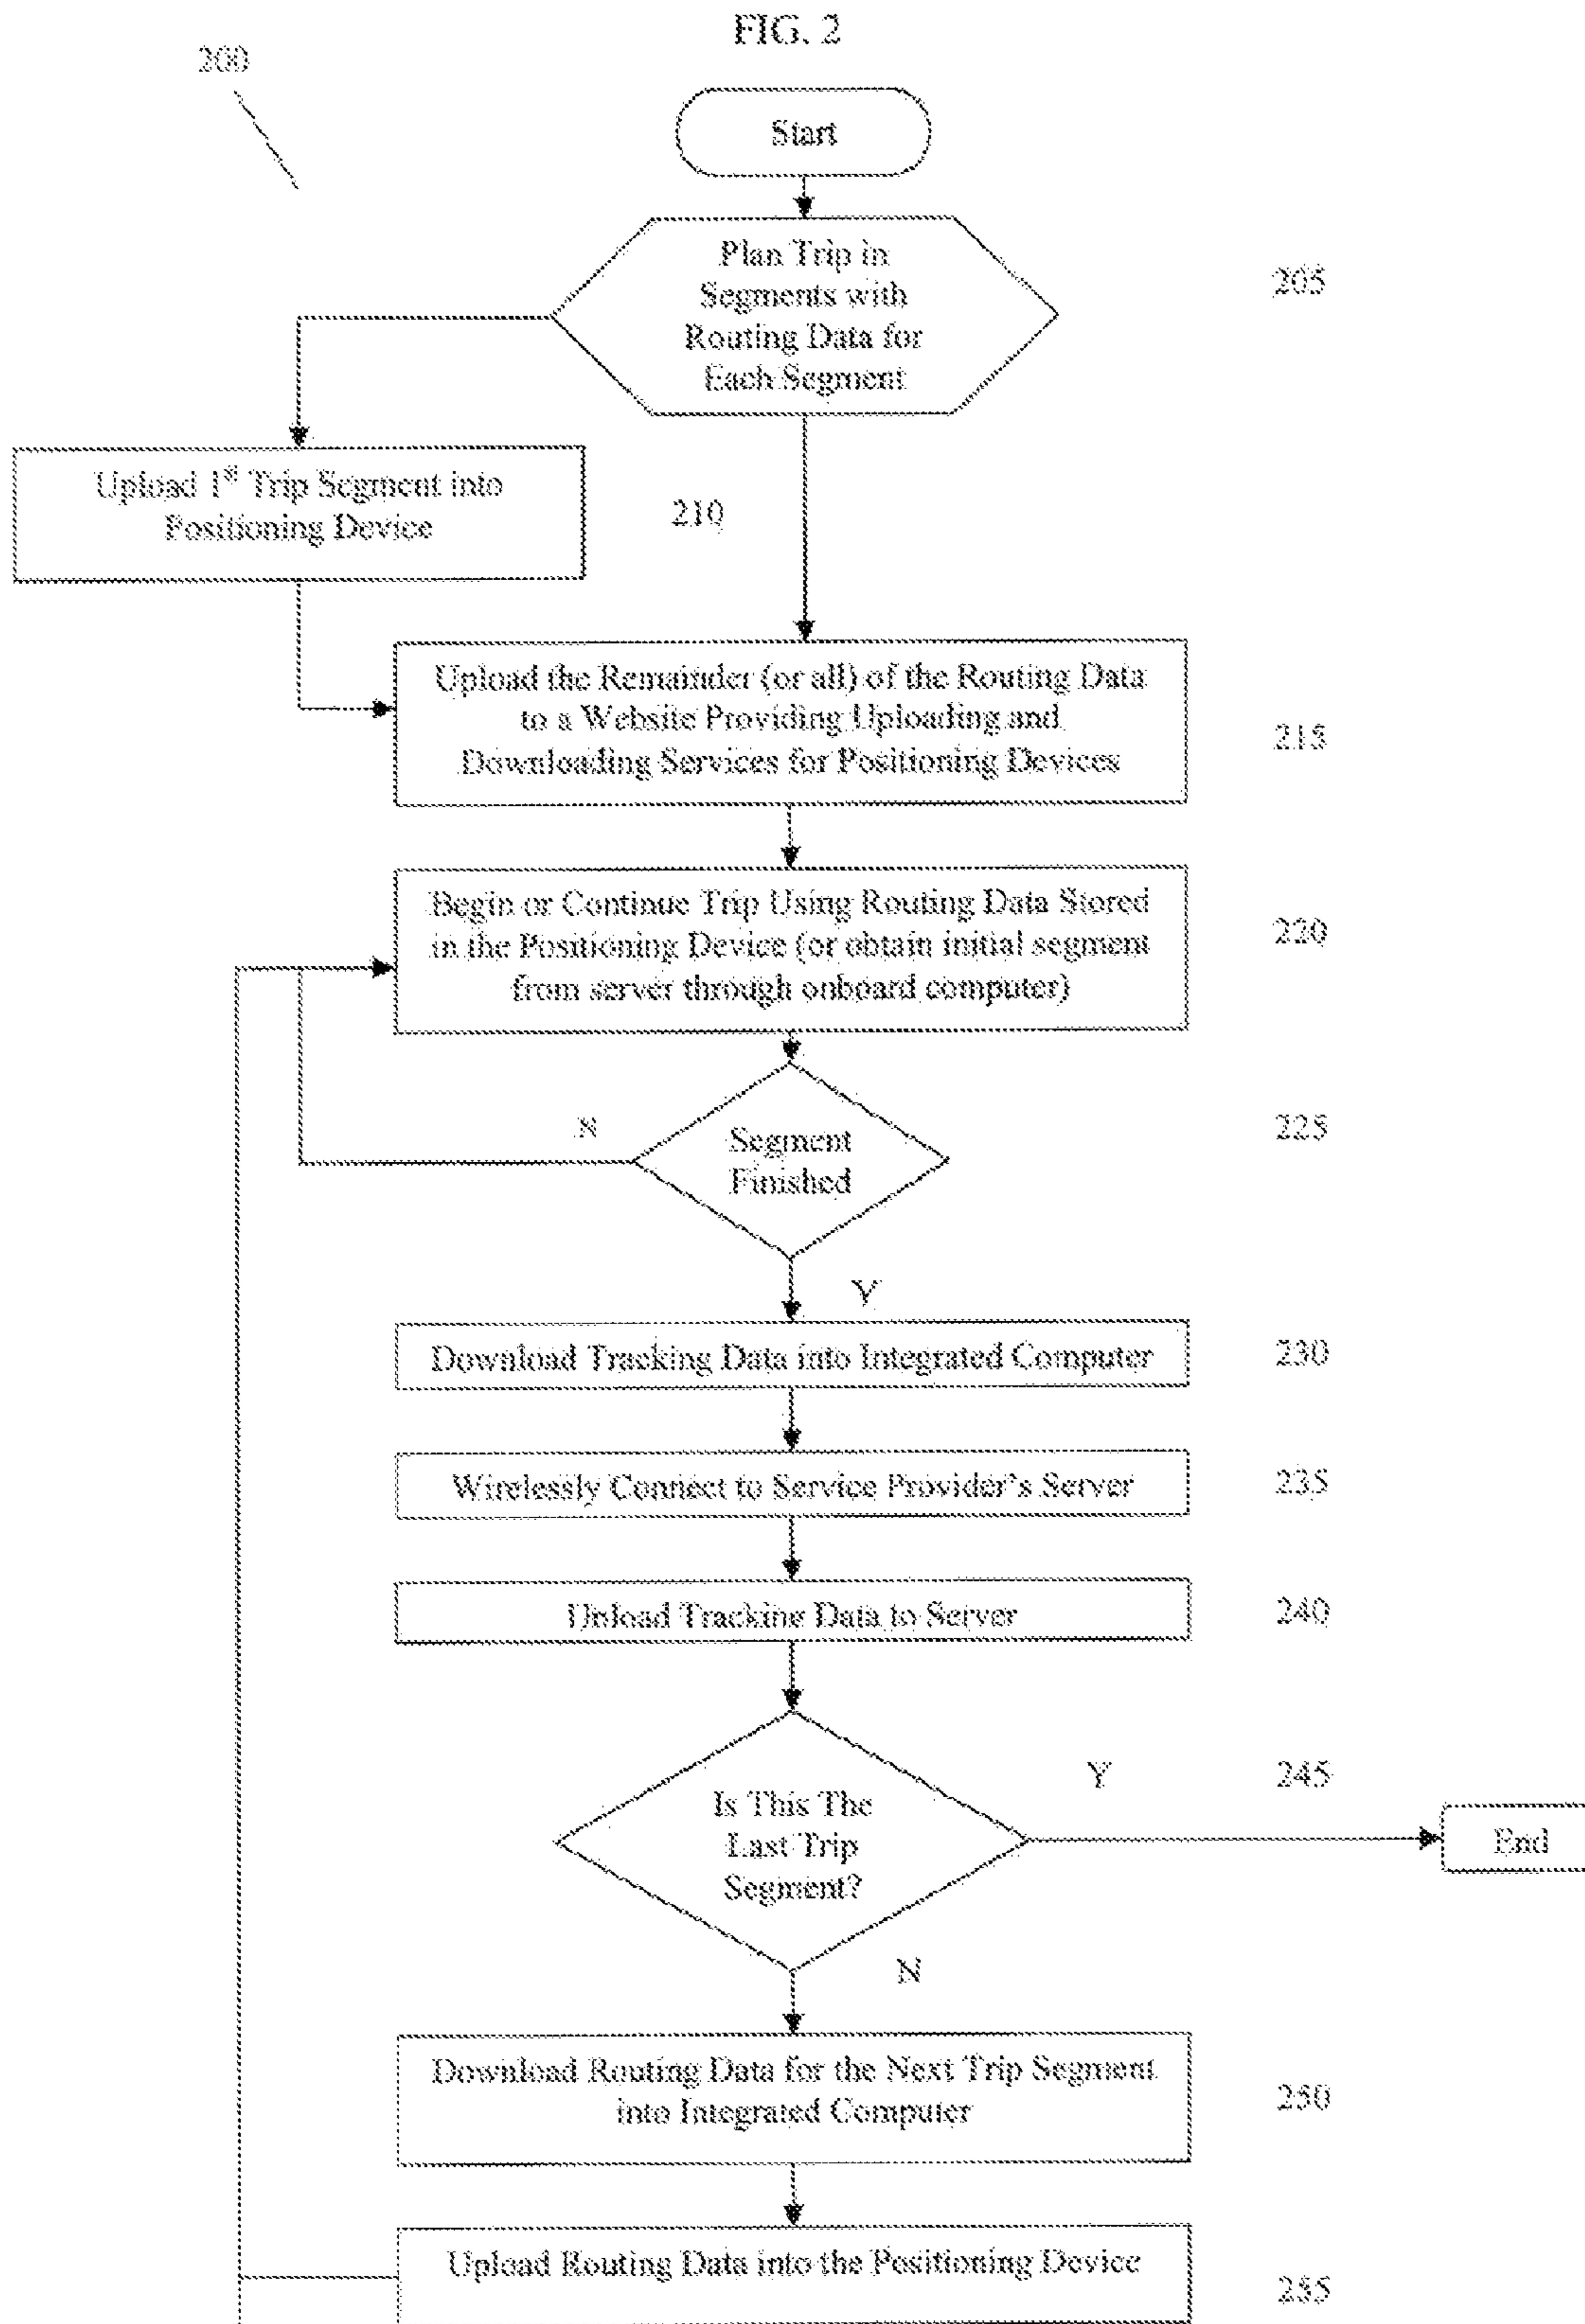 FIG. 2
200
Start
Plan Trip in
Segments with
Routing Data for
Each Segment
205
Upload 1st Trip Segment into
Positioning Device
210
Upload the Remainder (or all) of the Routing Data
to a Website Providing Uploading and
Downloading Services for Positioning Devices
215
Begin or Continue Trip Using Routing Data Stored
in the Positioning Device (or obtain initial segment
from server through onboard computer)
220
N
Segment
Finished
225
Y
Download Tracking Data into Integrated Computer
230
Wirelessly Connect to Service Provider's Server
235
Upload Tracking Data to Server
240
Is This The
Last Trip
Segment?
Y
245
End
N
Download Routing Data for the Next Trip Segment
into Integrated Computer
250
Upload Routing Data into the Positioning Device
255